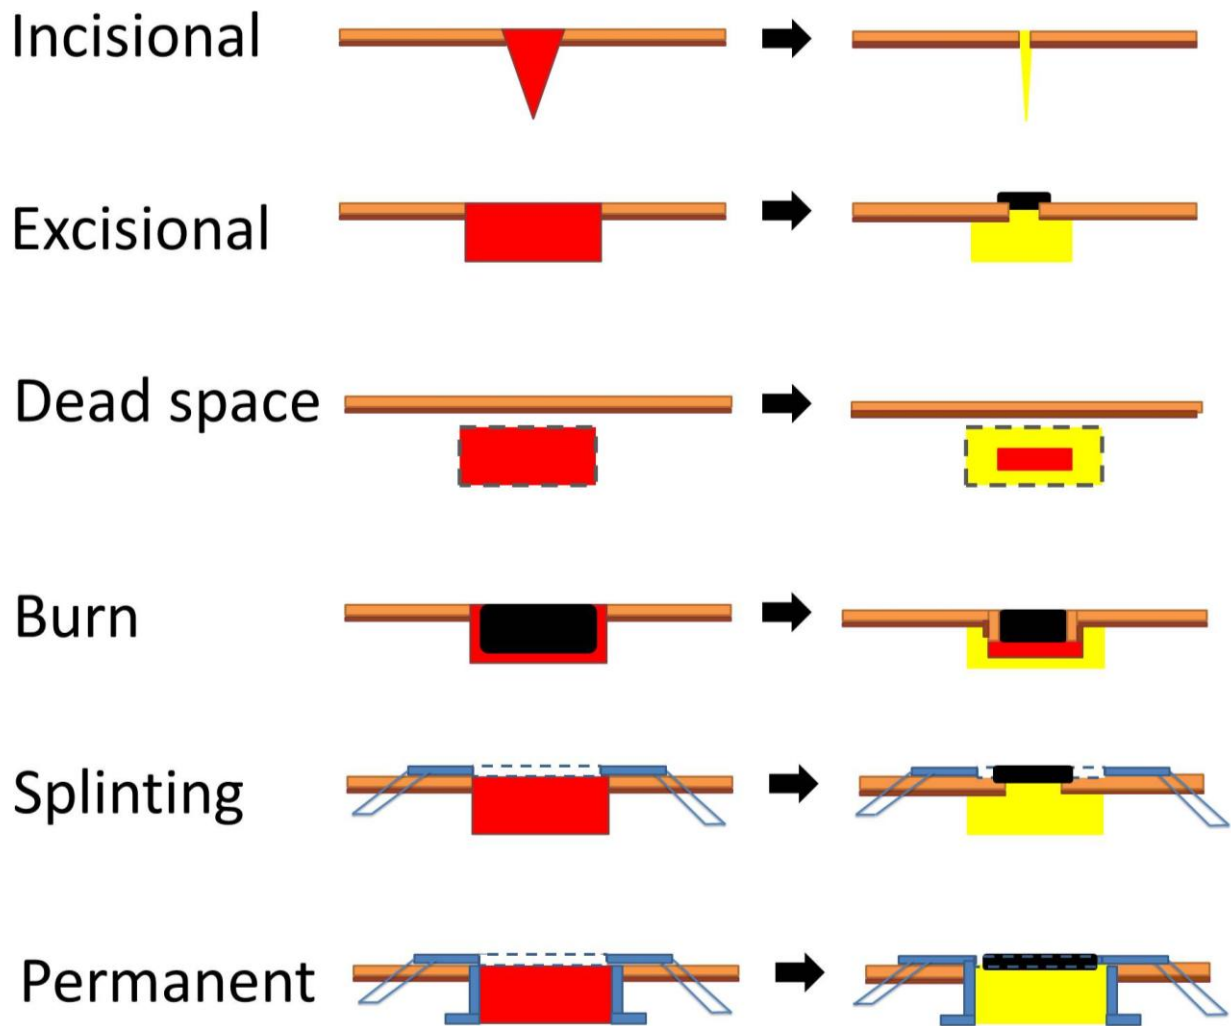 Incisional
Excisional
Dead space
Burn
Splinting
Permanent